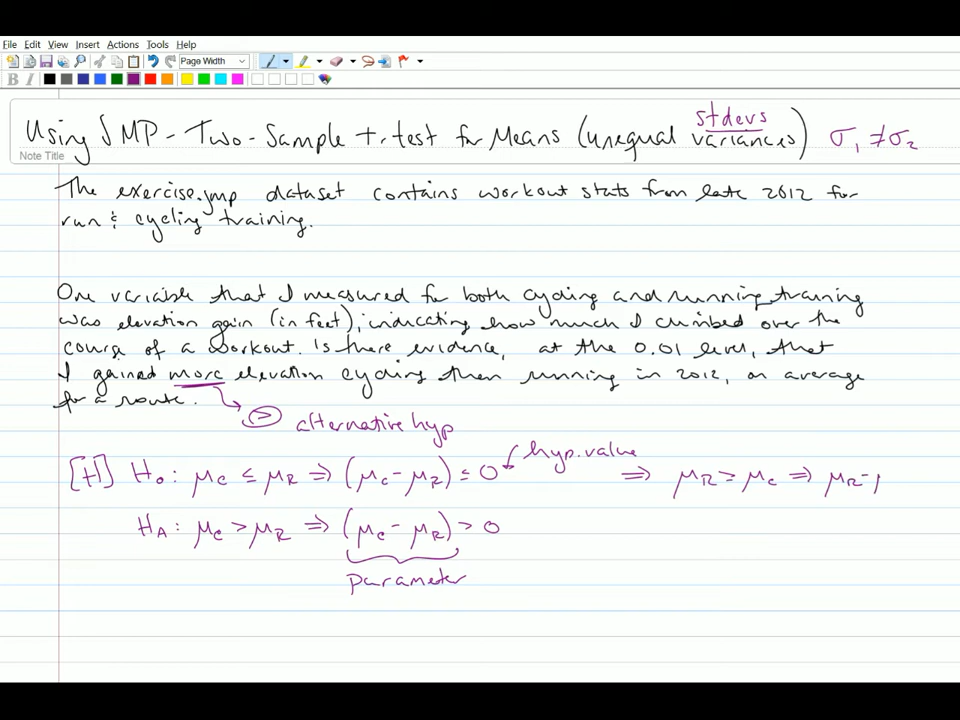 File Edit View Insert Actions Tools Help
Page Width
B I
stdevs
Using JMP - Two-Sample t-test for Means (unequal variances) σ₁ ≠ σ₂
Note Title
The exercise.jmp dataset contains workout stats from late 2012 for
run & cycling training.
One variable that I measured for both cycling and running training
was elevation gain (in feet), indicating how much I climbed over the
course of a workout. Is there evidence, at the 0.01 level, that
I gained more elevation cycling then running in 2012, on average
for a route.
> alternative hyp
hyp. value
[H] H₀: μC ≤ μR ⇒ (μC - μR) ≤ 0 ⇒ μR ≥ μC ⇒ μR-
HA: μC > μR ⇒ (μC - μR) > 0
parameter